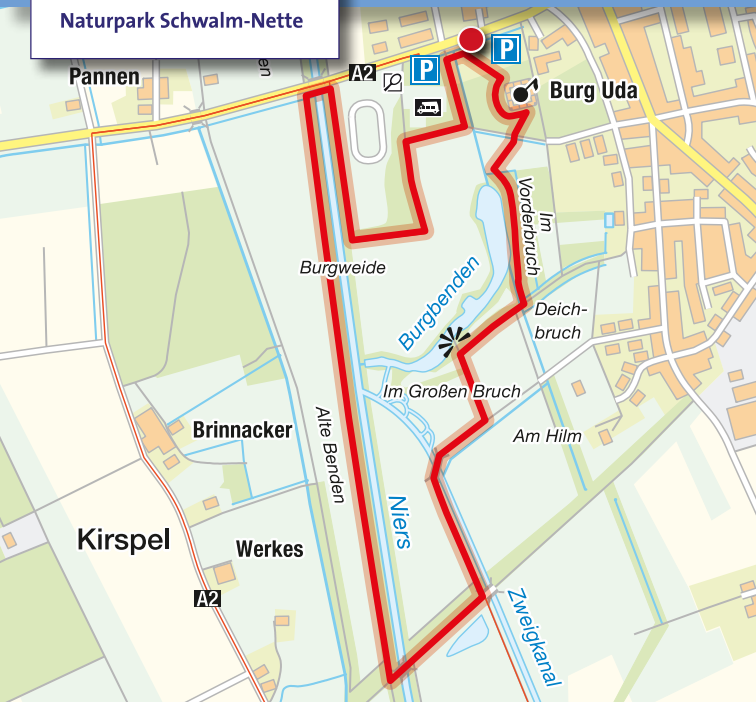 Naturpark Schwalm-Nette
Pannen
en
A2
P
P
Burg Uda
Im
Vorderbruch
Burgweide
Burgbenden
Deich-
bruch
Im Großen Bruch
Alte Benden
Brinnacker
Am Hilm
Niers
Kirspel
Werkes
A2
Zweigkanal